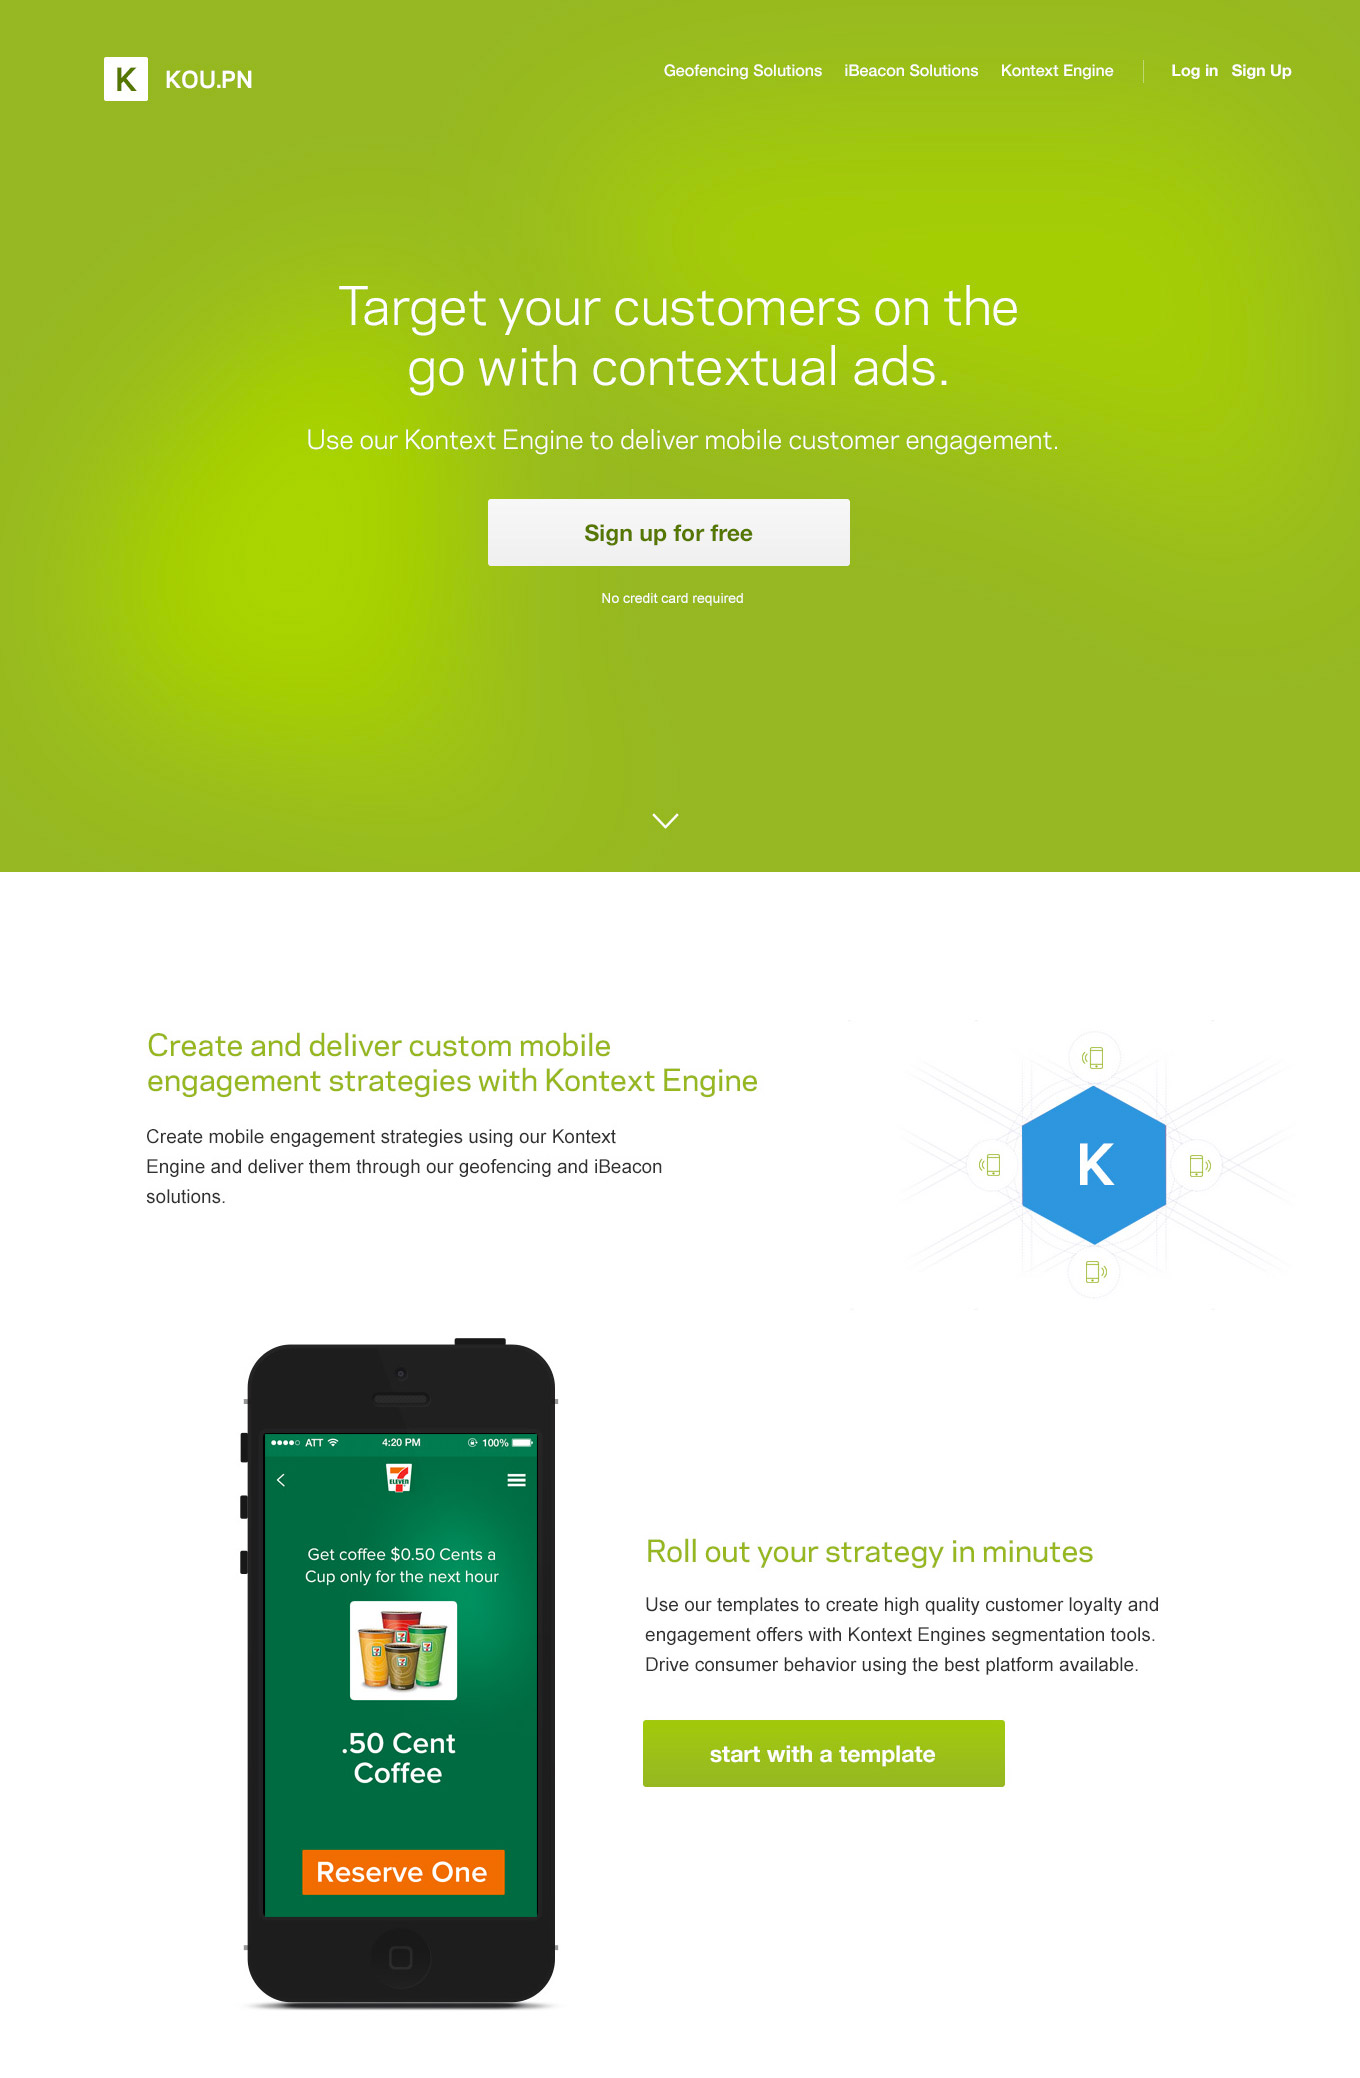 K KOU.PN
Geofencing Solutions iBeacon Solutions Kontext Engine Log in Sign Up
Target your customers on the
go with contextual ads.
Use our Kontext Engine to deliver mobile customer engagement.
Sign up for free
No credit card required
Create and deliver custom mobile
engagement strategies with Kontext Engine
Create mobile engagement strategies using our Kontext
Engine and deliver them through our geofencing and iBeacon
solutions.
K
ATT 4:20 PM 100%
7
ELEVEN
Get coffee $0.50 Cents a
Cup only for the next hour
.50 Cent
Coffee
Reserve One
Roll out your strategy in minutes
Use our templates to create high quality customer loyalty and
engagement offers with Kontext Engines segmentation tools.
Drive consumer behavior using the best platform available.
start with a template